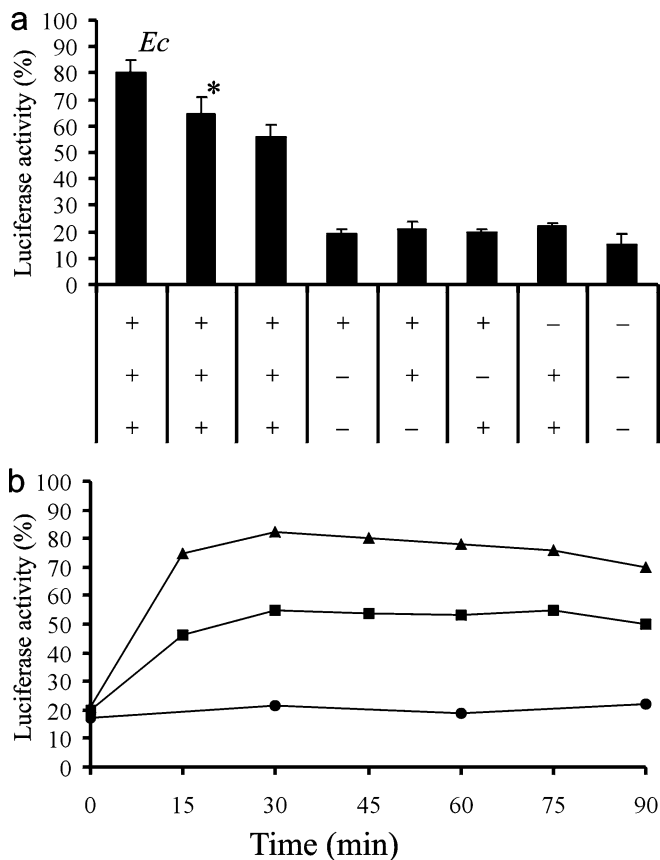 a
Luciferase activity (%)
100
90
80
70
60
50
40
30
20
10
0
Ec
*
+ + + + + + – –
+ + + – + – + –
+ + + – – + + –
b
Luciferase activity (%)
100
90
80
70
60
50
40
30
20
10
0
0 15 30 45 60 75 90
Time (min)